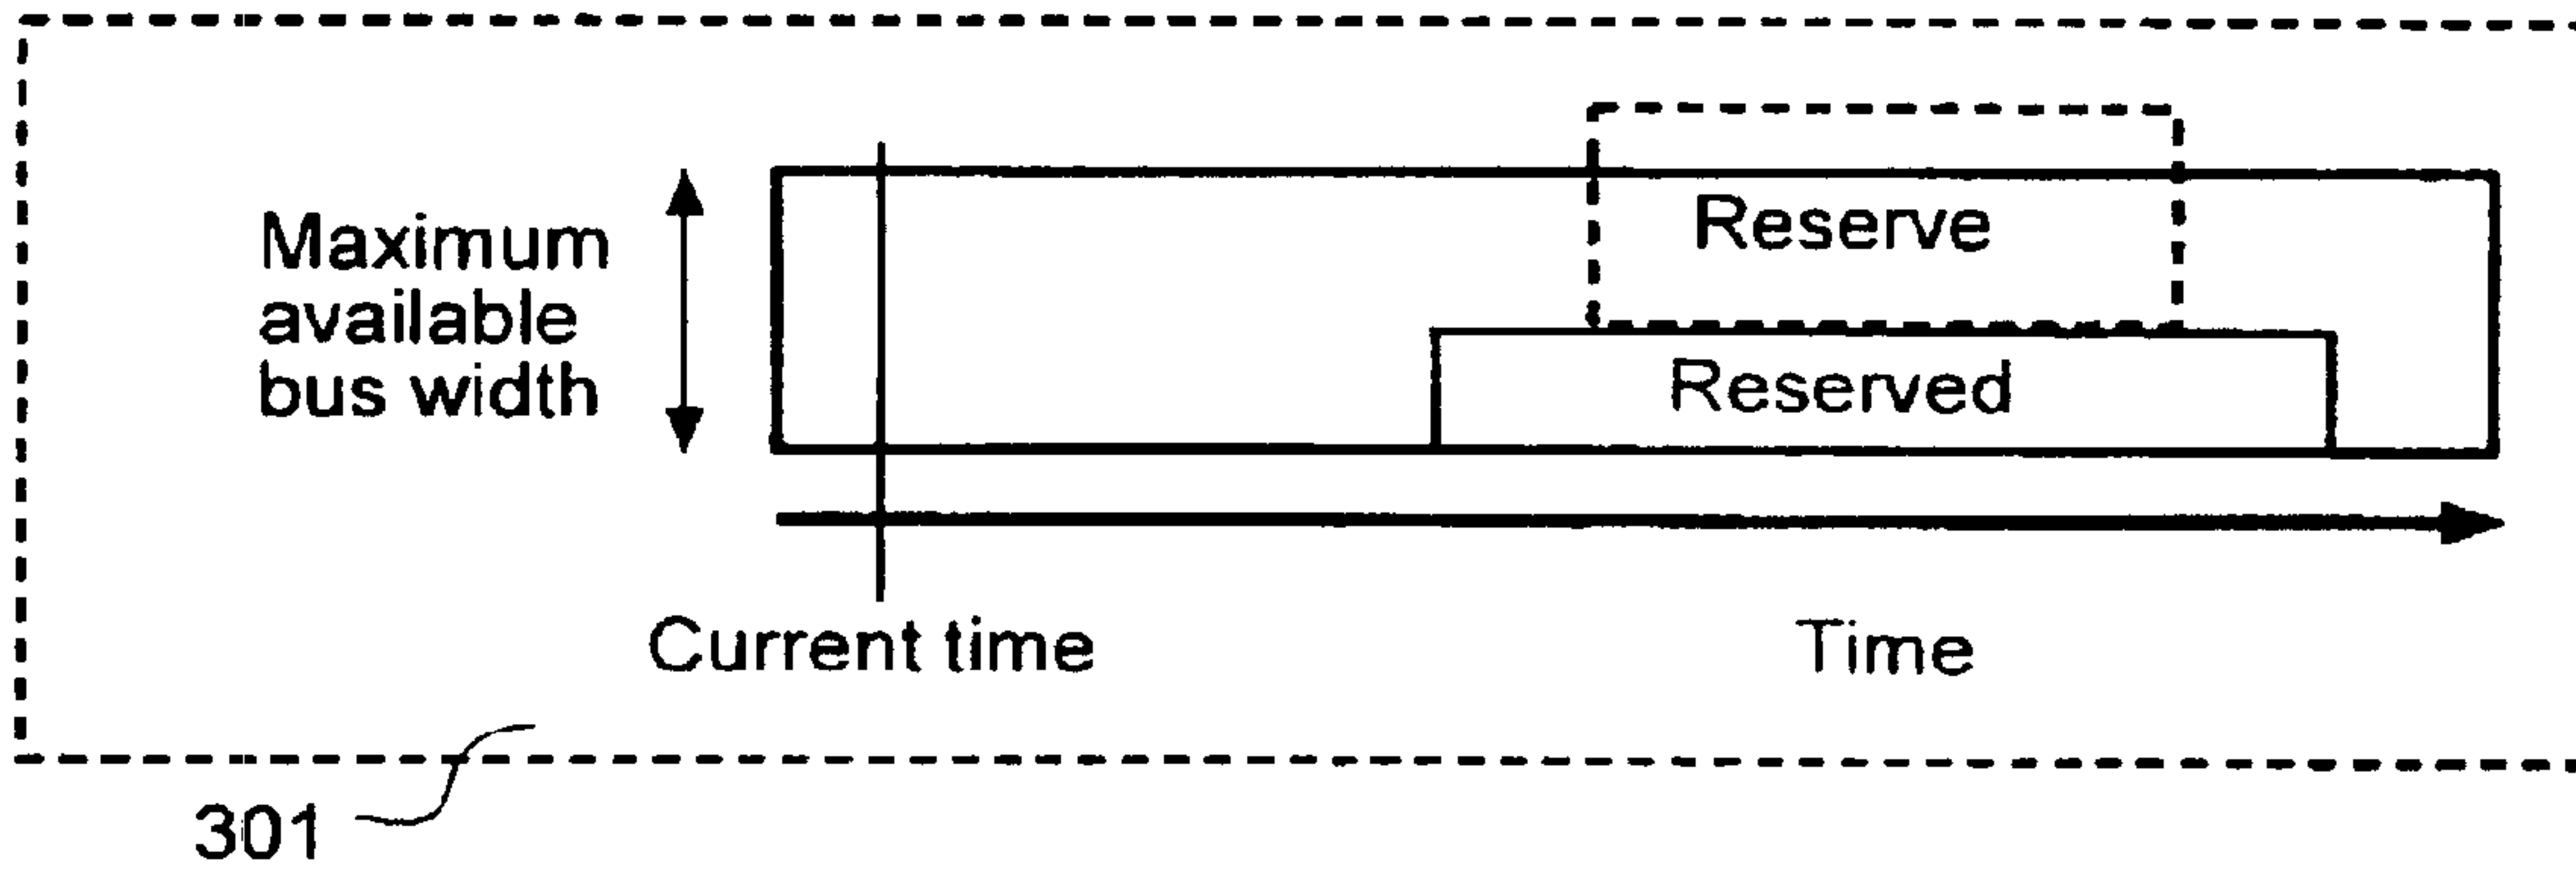 Maximum
available
bus width
Reserve
Reserved
Current time
Time
301